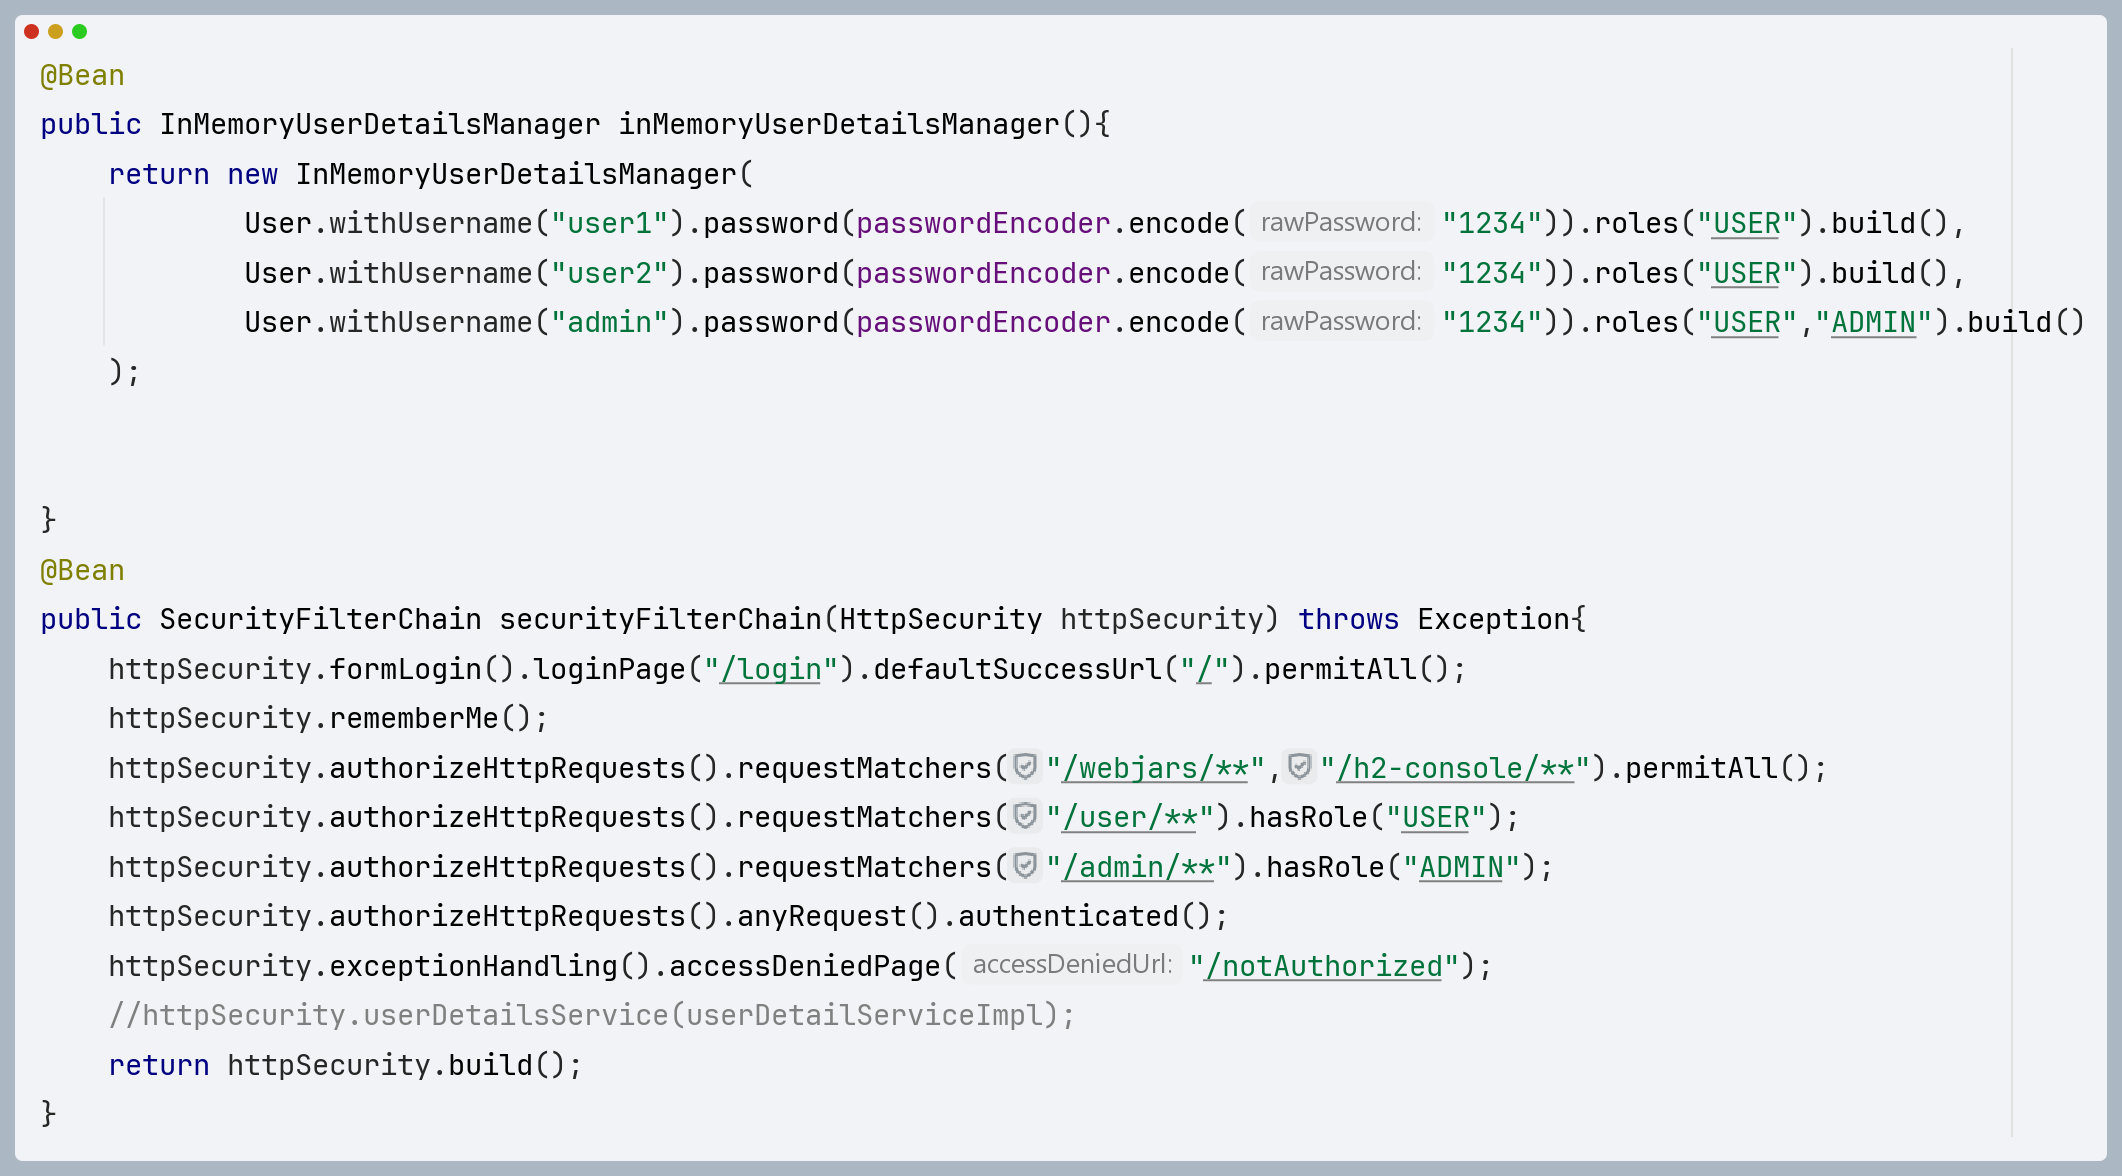 @Bean
public InMemoryUserDetailsManager inMemoryUserDetailsManager(){
    return new InMemoryUserDetailsManager(
            User.withUsername("user1").password(passwordEncoder.encode( rawPassword: "1234")).roles("USER").build(),
            User.withUsername("user2").password(passwordEncoder.encode( rawPassword: "1234")).roles("USER").build(),
            User.withUsername("admin").password(passwordEncoder.encode( rawPassword: "1234")).roles("USER","ADMIN").build()
    );
}
@Bean
public SecurityFilterChain securityFilterChain(HttpSecurity httpSecurity) throws Exception{
    httpSecurity.formLogin().loginPage("/login").defaultSuccessUrl("/").permitAll();
    httpSecurity.rememberMe();
    httpSecurity.authorizeHttpRequests().requestMatchers("/webjars/**","/h2-console/**").permitAll();
    httpSecurity.authorizeHttpRequests().requestMatchers("/user/**").hasRole("USER");
    httpSecurity.authorizeHttpRequests().requestMatchers("/admin/**").hasRole("ADMIN");
    httpSecurity.authorizeHttpRequests().anyRequest().authenticated();
    httpSecurity.exceptionHandling().accessDeniedPage( accessDeniedUrl: "/notAuthorized");
    //httpSecurity.userDetailsService(userDetailServiceImpl);
    return httpSecurity.build();
}